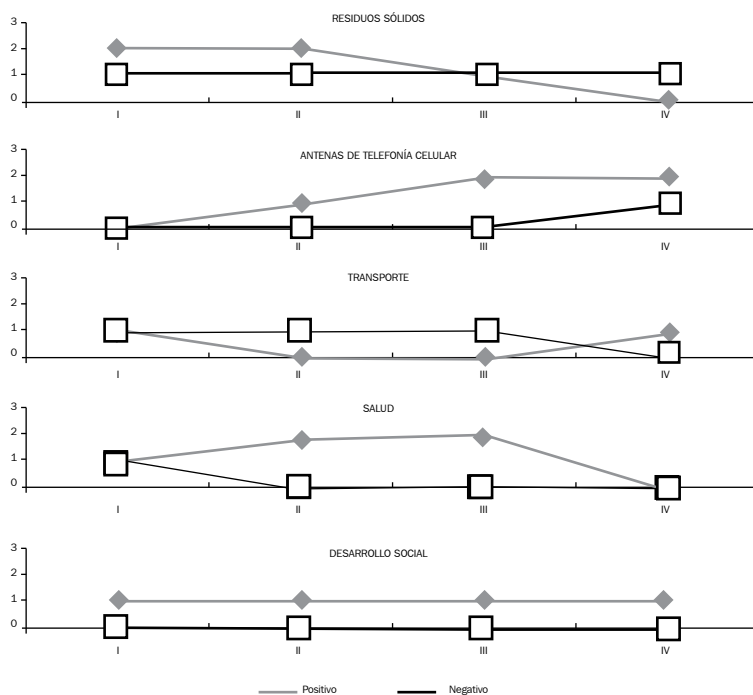 RESIDUOS SÓLIDOS
3
2
1
0
I II III IV
ANTENAS DE TELEFONÍA CELULAR
3
2
1
0
I II III IV
TRANSPORTE
3
2
1
0
I II III IV
SALUD
3
2
1
0
I II III IV
DESARROLLO SOCIAL
3
2
1
0
I II III IV
Positivo Negativo